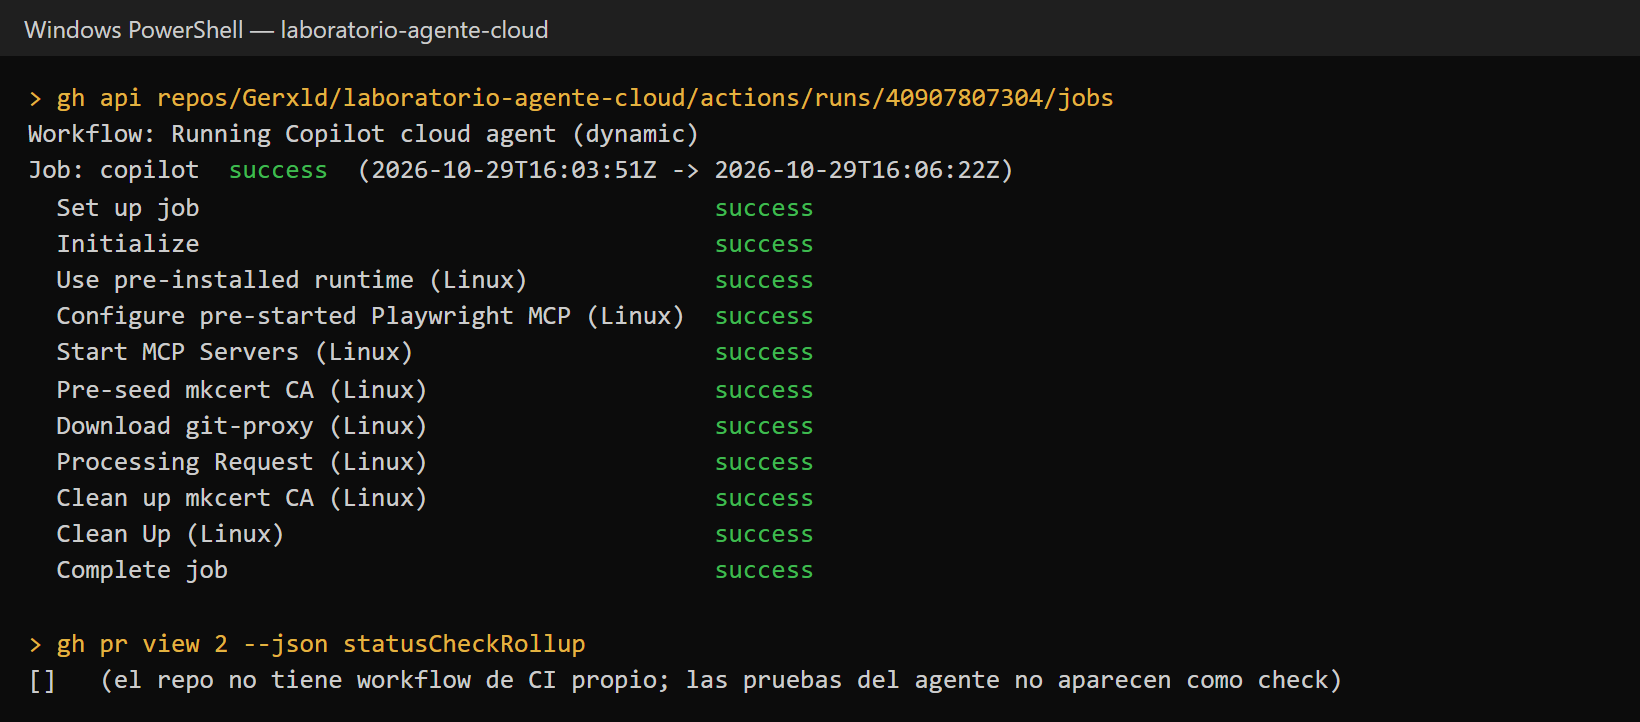 Windows PowerShell — laboratorio-agente-cloud
> gh api repos/Gerxld/laboratorio-agente-cloud/actions/runs/40907807304/jobs
Workflow: Running Copilot cloud agent (dynamic)
Job: copilot  success  (2026-10-29T16:03:51Z -> 2026-10-29T16:06:22Z)
  Set up job                                    success
  Initialize                                    success
  Use pre-installed runtime (Linux)             success
  Configure pre-started Playwright MCP (Linux)  success
  Start MCP Servers (Linux)                     success
  Pre-seed mkcert CA (Linux)                    success
  Download git-proxy (Linux)                    success
  Processing Request (Linux)                    success
  Clean up mkcert CA (Linux)                    success
  Clean Up (Linux)                              success
  Complete job                                  success
> gh pr view 2 --json statusCheckRollup
[]   (el repo no tiene workflow de CI propio; las pruebas del agente no aparecen como check)